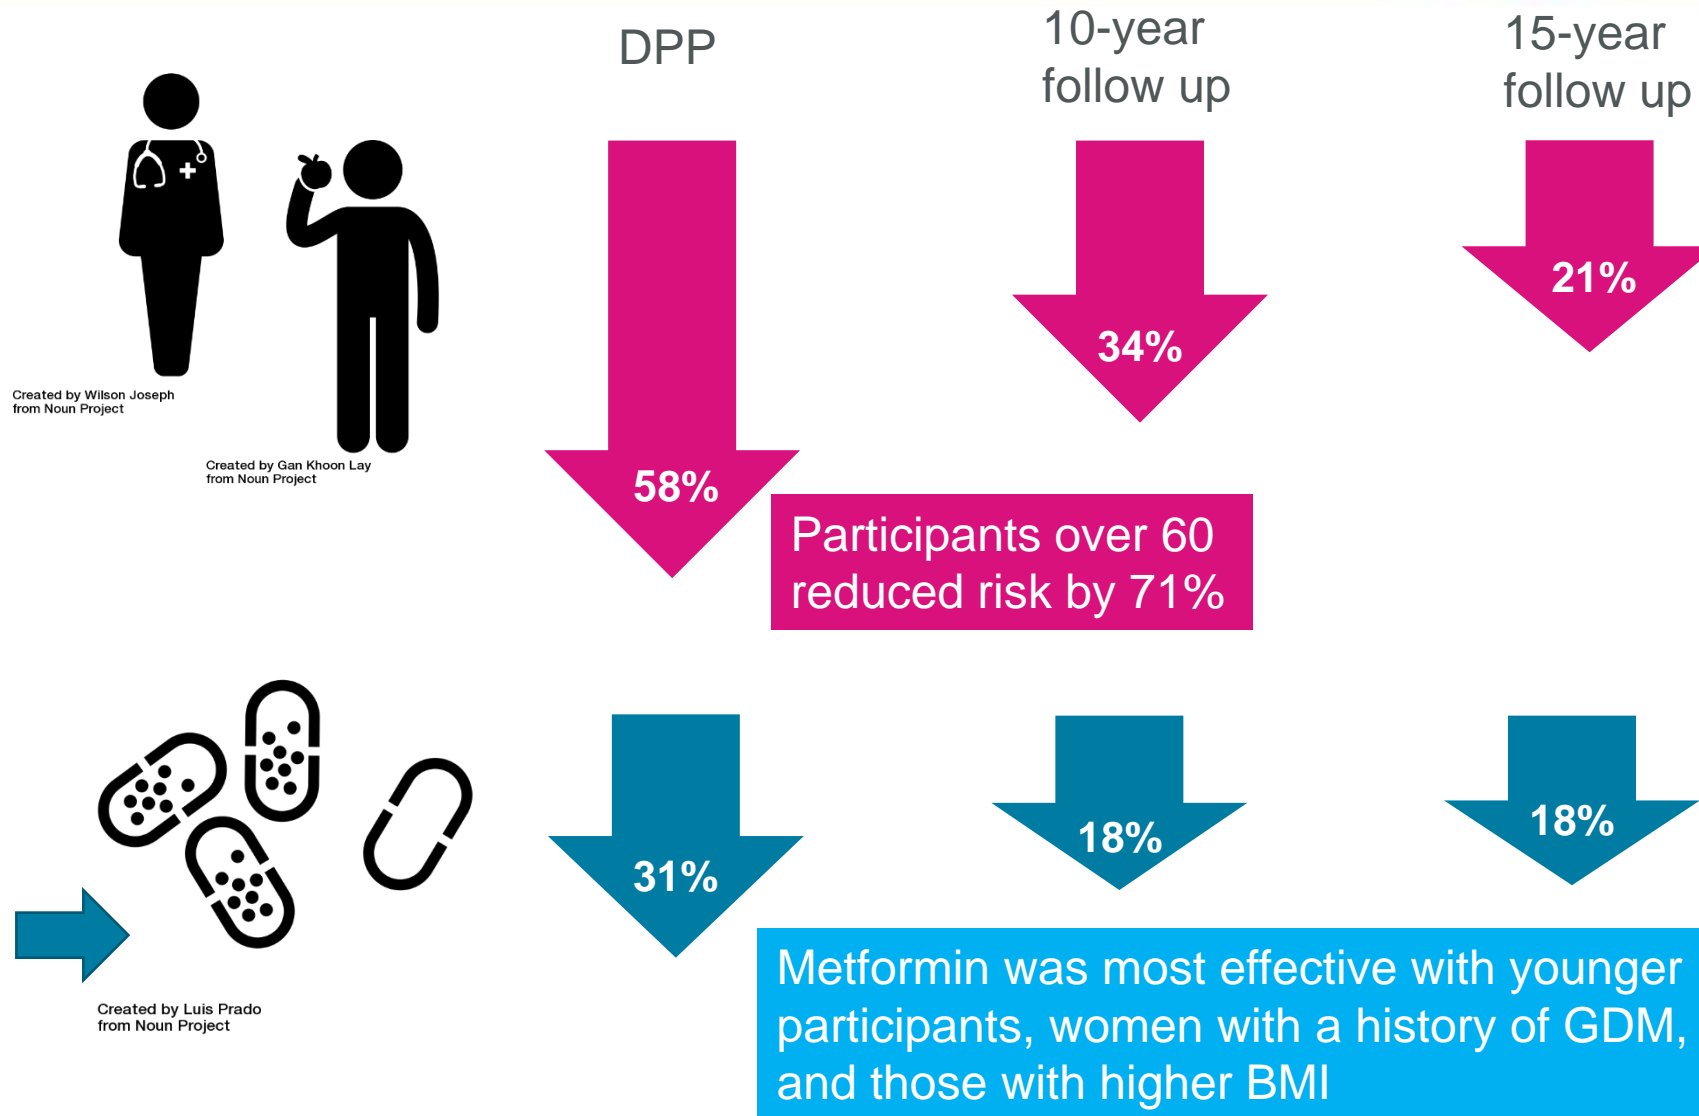 DPP
10-year
follow up
15-year
follow up
Created by Wilson Joseph
from Noun Project
Created by Gan Khoon Lay
from Noun Project
58%
34%
21%
Participants over 60
reduced risk by 71%
31%
18%
18%
Created by Luis Prado
from Noun Project
Metformin was most effective with younger
participants, women with a history of GDM,
and those with higher BMI